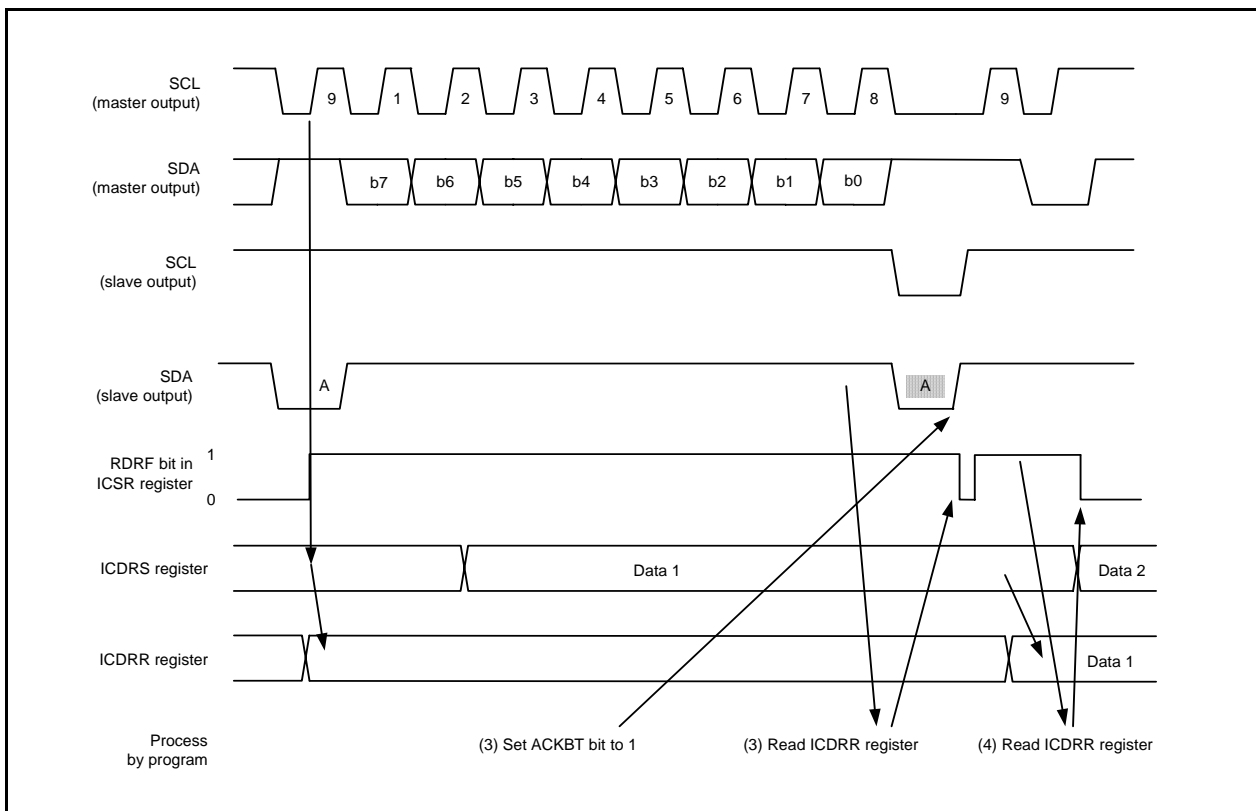 SCL
(master output)
9 1 2 3 4 5 6 7 8 9
SDA
(master output)
b7 b6 b5 b4 b3 b2 b1 b0
SCL
(slave output)
SDA
(slave output)
A A
RDRF bit in
ICSR register
1
0
ICDRS register
Data 1 Data 2
ICDRR register
Data 1
Process
by program
(3) Set ACKBT bit to 1 (3) Read ICDRR register (4) Read ICDRR register